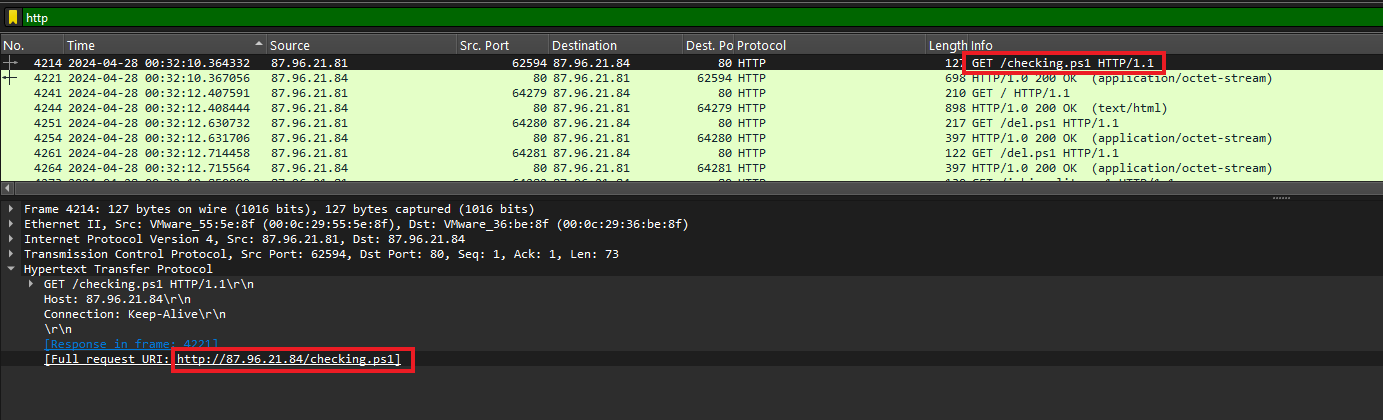 http
No. Time Source Src. Port Destination Dest. Po Protocol Length Info
4214 2024-04-28 00:32:10.364332 87.96.21.81 62594 87.96.21.84 80 HTTP 127 GET /checking.ps1 HTTP/1.1
4221 2024-04-28 00:32:10.367056 87.96.21.84 80 87.96.21.81 62594 HTTP 698 HTTP/1.0 200 OK (application/octet-stream)
4241 2024-04-28 00:32:12.407591 87.96.21.81 64279 87.96.21.84 80 HTTP 210 GET / HTTP/1.1
4244 2024-04-28 00:32:12.408444 87.96.21.84 80 87.96.21.81 64279 HTTP 898 HTTP/1.0 200 OK (text/html)
4251 2024-04-28 00:32:12.630732 87.96.21.81 64280 87.96.21.84 80 HTTP 217 GET /del.ps1 HTTP/1.1
4254 2024-04-28 00:32:12.631706 87.96.21.84 80 87.96.21.81 64280 HTTP 397 HTTP/1.0 200 OK (application/octet-stream)
4261 2024-04-28 00:32:12.714458 87.96.21.81 64281 87.96.21.84 80 HTTP 122 GET /del.ps1 HTTP/1.1
4264 2024-04-28 00:32:12.715564 87.96.21.84 80 87.96.21.81 64281 HTTP 397 HTTP/1.0 200 OK (application/octet-stream)
Frame 4214: 127 bytes on wire (1016 bits), 127 bytes captured (1016 bits)
Ethernet II, Src: VMware_55:5e:8f (00:0c:29:55:5e:8f), Dst: VMware_36:be:8f (00:0c:29:36:be:8f)
Internet Protocol Version 4, Src: 87.96.21.81, Dst: 87.96.21.84
Transmission Control Protocol, Src Port: 62594, Dst Port: 80, Seq: 1, Ack: 1, Len: 73
Hypertext Transfer Protocol
GET /checking.ps1 HTTP/1.1\r\n
Host: 87.96.21.84\r\n
Connection: Keep-Alive\r\n
\r\n
[Response in frame: 4221]
[Full request URI: http://87.96.21.84/checking.ps1]